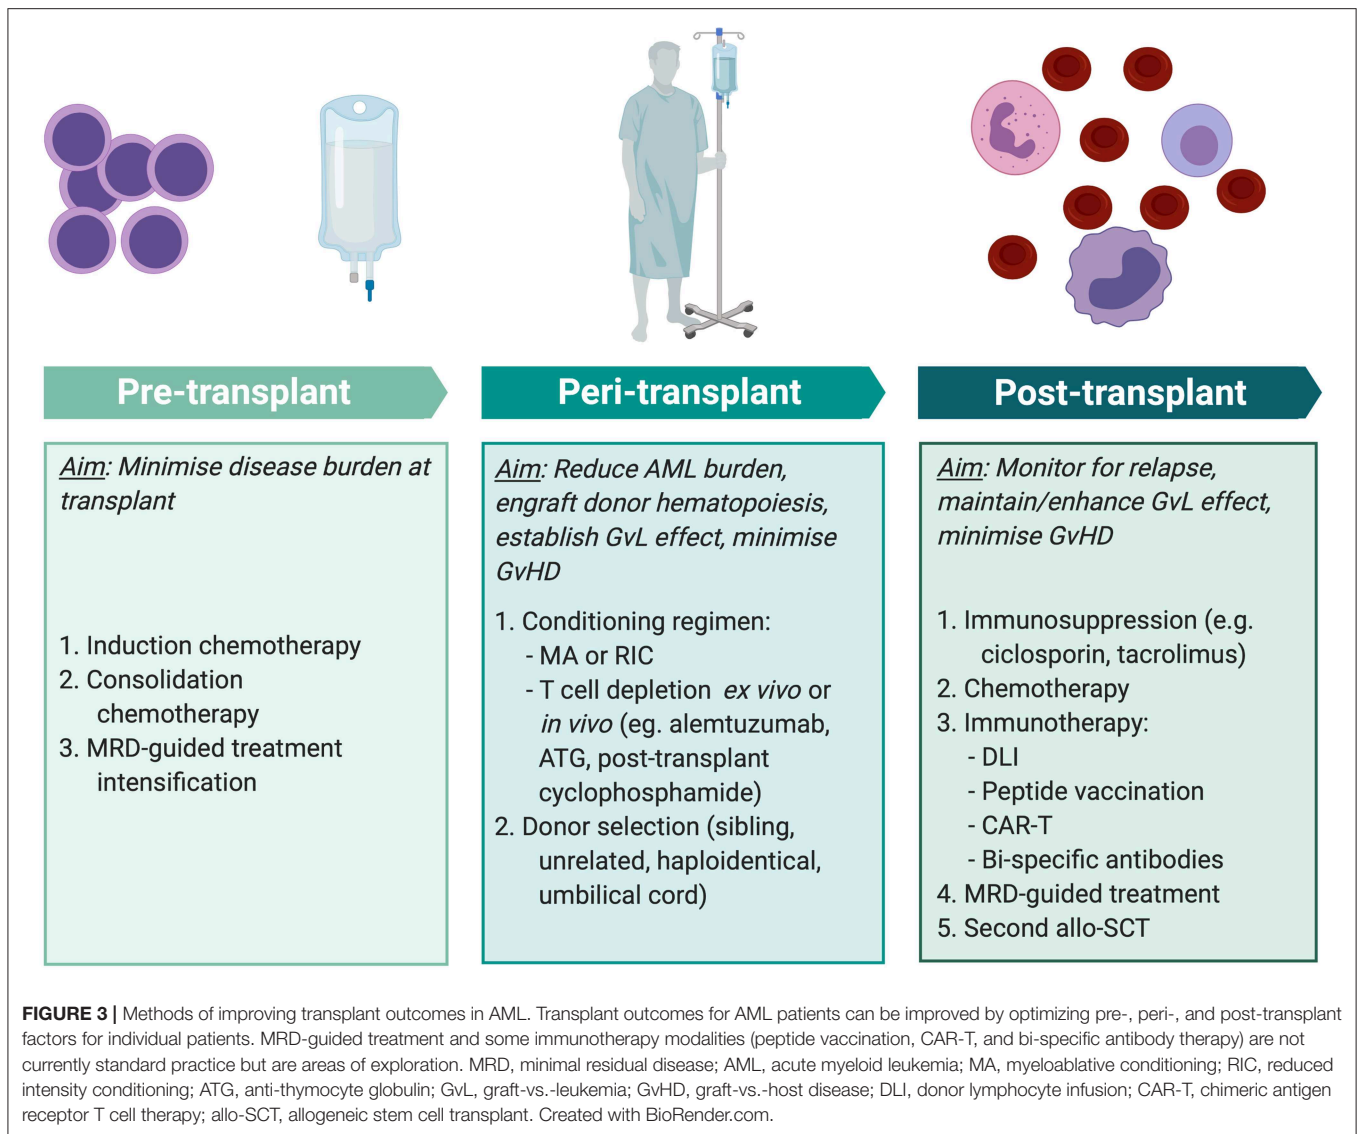 Pre-transplant
Peri-transplant
Post-transplant
Aim: Minimise disease burden at
transplant
1. Induction chemotherapy
2. Consolidation
chemotherapy
3. MRD-guided treatment
intensification
Aim: Reduce AML burden,
engraft donor hematopoiesis,
establish GvL effect, minimise
GvHD
1. Conditioning regimen:
- MA or RIC
- T cell depletion ex vivo or
in vivo (eg. alemtuzumab,
ATG, post-transplant
cyclophosphamide)
2. Donor selection (sibling,
unrelated, haploidentical,
umbilical cord)
Aim: Monitor for relapse,
maintain/enhance GvL effect,
minimise GvHD
1. Immunosuppression (e.g.
ciclosporin, tacrolimus)
2. Chemotherapy
3. Immunotherapy:
- DLI
- Peptide vaccination
- CAR-T
- Bi-specific antibodies
4. MRD-guided treatment
5. Second allo-SCT
FIGURE 3 | Methods of improving transplant outcomes in AML. Transplant outcomes for AML patients can be improved by optimizing pre-, peri-, and post-transplant
factors for individual patients. MRD-guided treatment and some immunotherapy modalities (peptide vaccination, CAR-T, and bi-specific antibody therapy) are not
currently standard practice but are areas of exploration. MRD, minimal residual disease; AML, acute myeloid leukemia; MA, myeloablative conditioning; RIC, reduced
intensity conditioning; ATG, anti-thymocyte globulin; GvL, graft-vs.-leukemia; GvHD, graft-vs.-host disease; DLI, donor lymphocyte infusion; CAR-T, chimeric antigen
receptor T cell therapy; allo-SCT, allogeneic stem cell transplant. Created with BioRender.com.